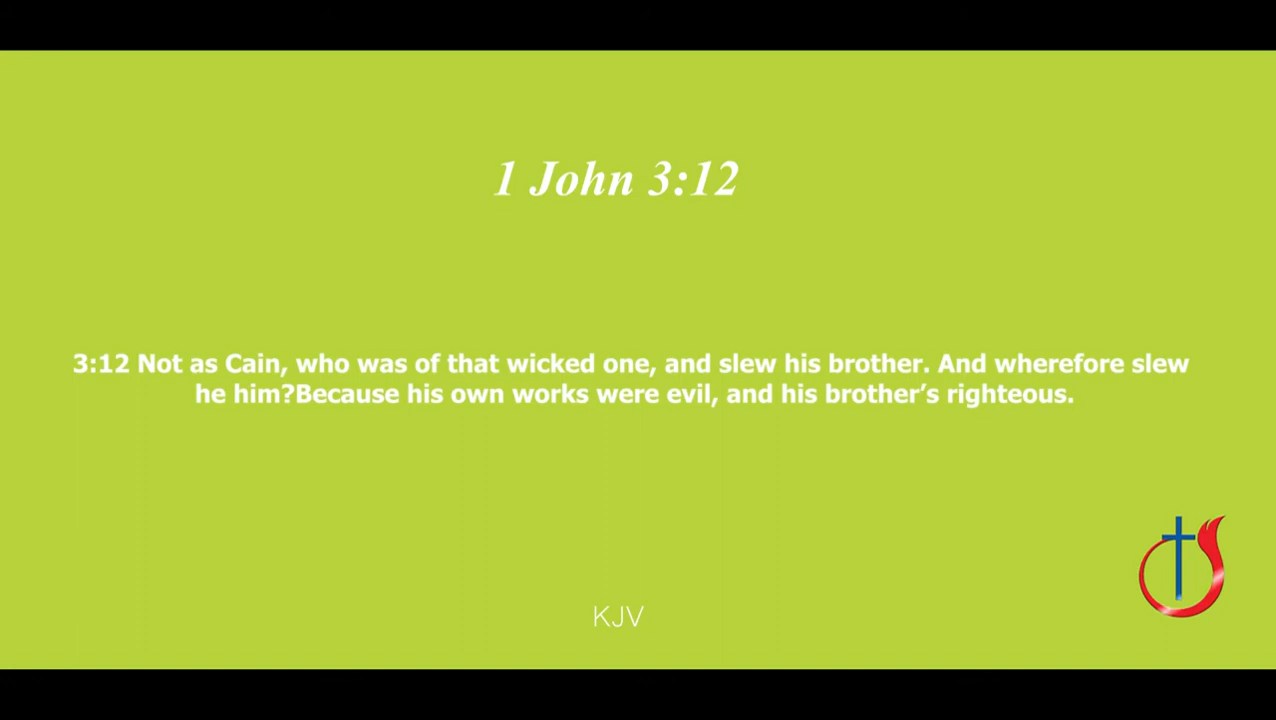 1 John 3:12
3:12 Not as Cain, who was of that wicked one, and slew his brother. And wherefore slew
he him?Because his own works were evil, and his brother’s righteous.
KJV